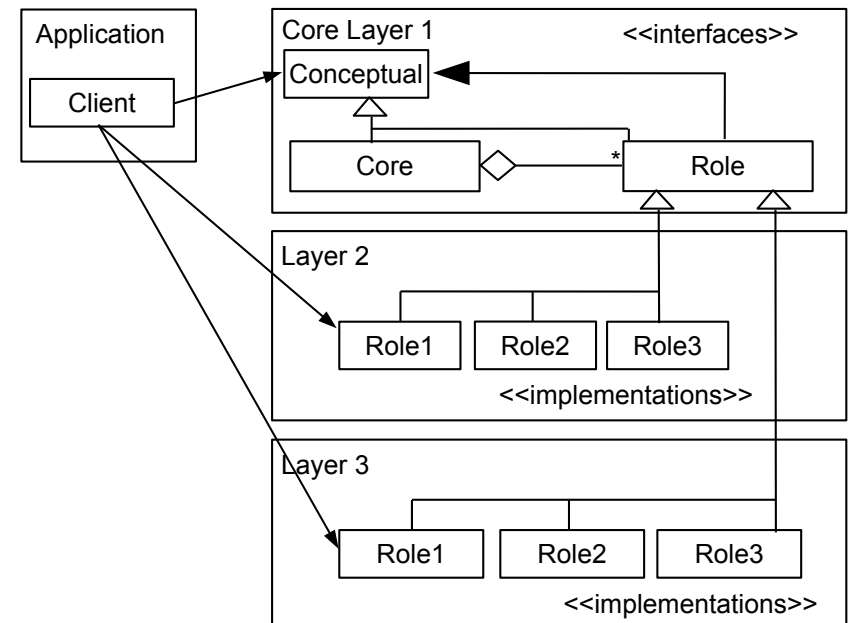 Application
Client
Core Layer 1
<<interfaces>>
Conceptual
Core
*
Role
Layer 2
Role1
Role2
Role3
<<implementations>>
Layer 3
Role1
Role2
Role3
<<implementations>>